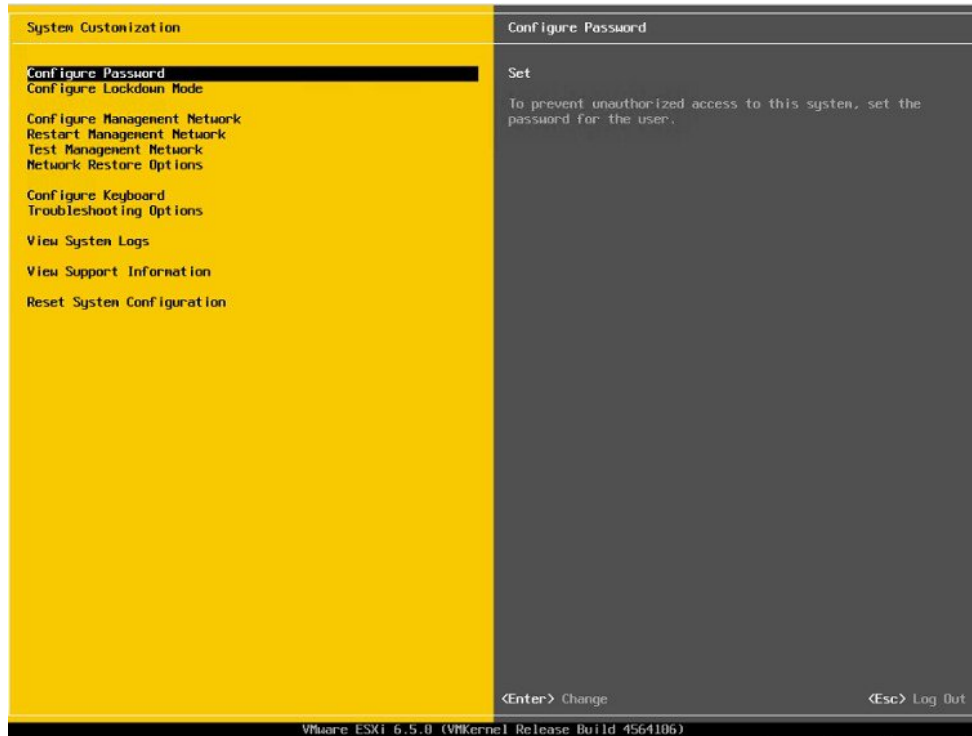 System Customization
Configure Password
Configure Lockdown Mode
Configure Management Network
Restart Management Network
Test Management Network
Network Restore Options
Configure Keyboard
Troubleshooting Options
View System Logs
View Support Information
Reset System Configuration
Configure Password
Set
To prevent unauthorized access to this system, set the
password for the user.
<Enter> Change
<Esc> Log Out
VMware ESXi 6.5.0 (VMKernel Release Build 4564106)